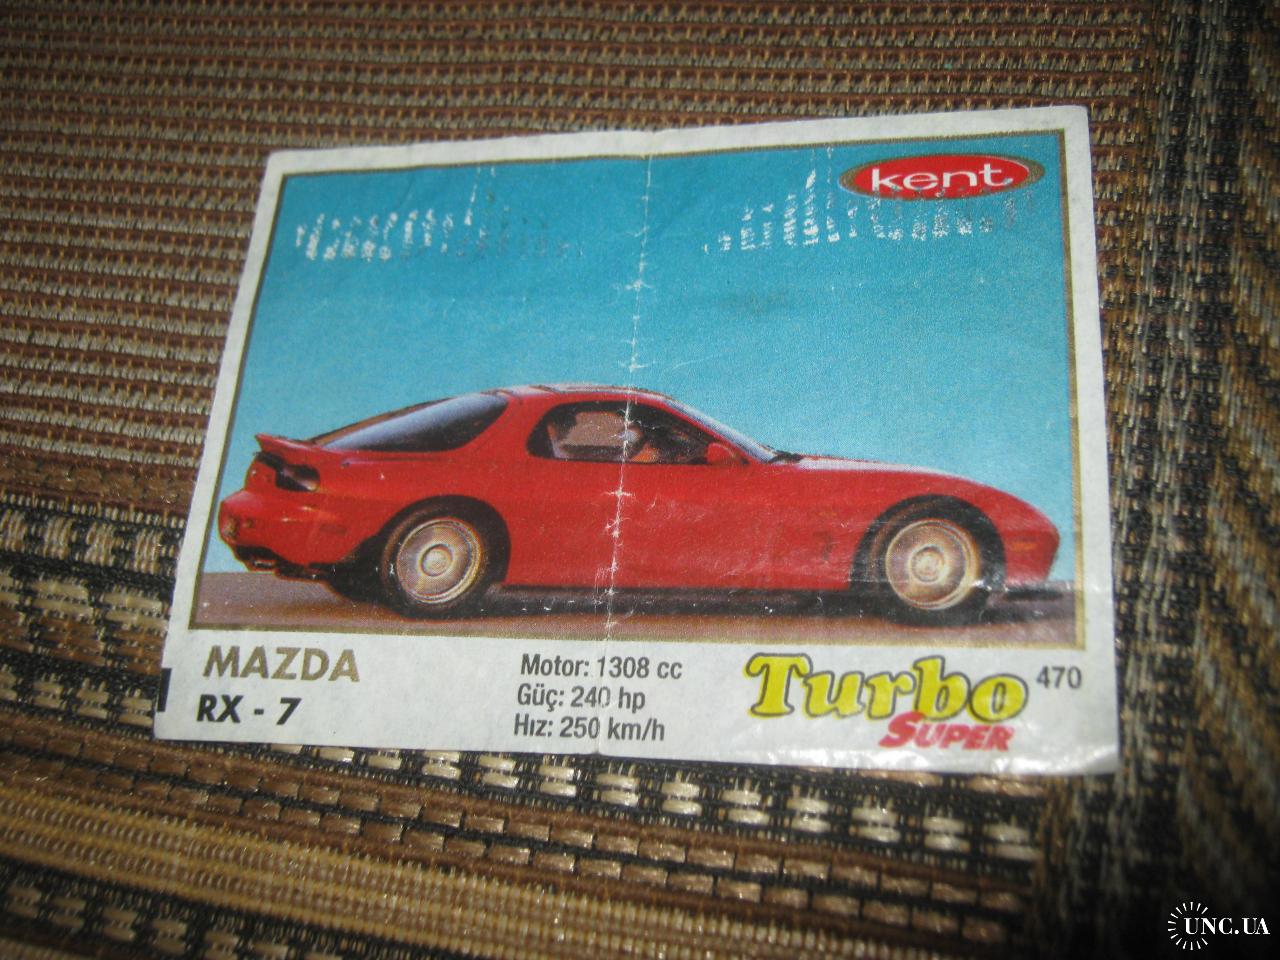 kent
MAZDA
RX - 7
Motor: 1308 cc
Güç: 240 hp
Hız: 250 km/h
Turbo
SUPER
470
UNC.UA